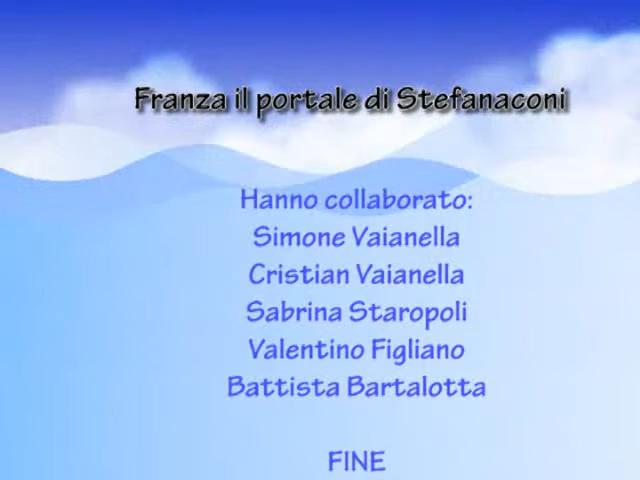 Franza il portale di Stefanaconi
Hanno collaborato:
Simone Vaianella
Cristian Vaianella
Sabrina Staropoli
Valentino Figliano
Battista Bartalotta
FINE